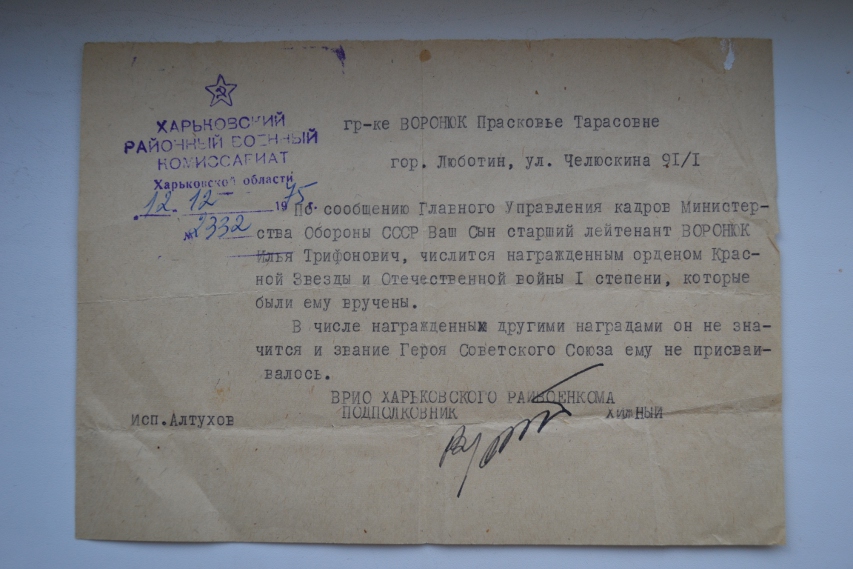 ХАРЬКОВСКИЙ
РАЙОННЫЙ ВОЕННЫЙ
КОМИССАРИАТ
Харьковской области
12. 12 1975г.
№ 2332
гр-ке ВОРОНЮК Прасковье Тарасовне
гор. Люботин, ул. Челюскина 91/I
По сообщению Главного Управления кадров Министер-
ства Обороны СССР Ваш Сын старший лейтенант ВОРОНЮК
Илья Трифонович, числится награжденным орденом Крас-
ной Звезды и Отечественной войны I степени, которые
были ему вручены.
В числе награжденных другими наградами он не зна-
чится и звание Героя Советского Союза ему не присваи-
валось.
ВРИО ХАРЬКОВСКОГО РАЙВОЕНКОМА
ПОДПОЛКОВНИК ХИЖНЫЙ
Исп.Алтухов